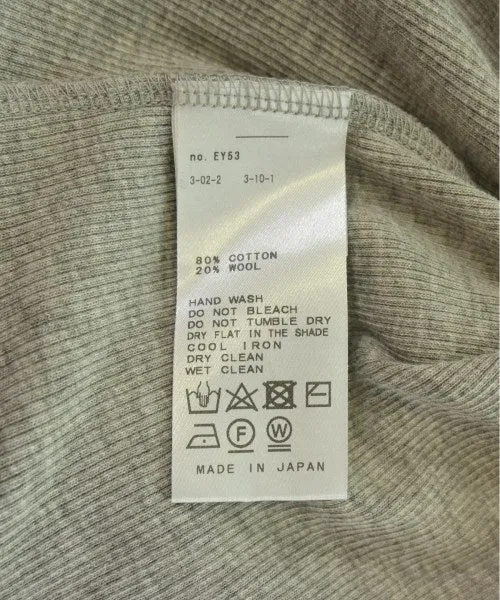 no. EY53
3-02-2 3-10-1
80% COTTON
20% WOOL
HAND WASH
DO NOT BLEACH
DO NOT TUMBLE DRY
DRY FLAT IN THE SHADE
COOL IRON
DRY CLEAN
WET CLEAN
F W
MADE IN JAPAN